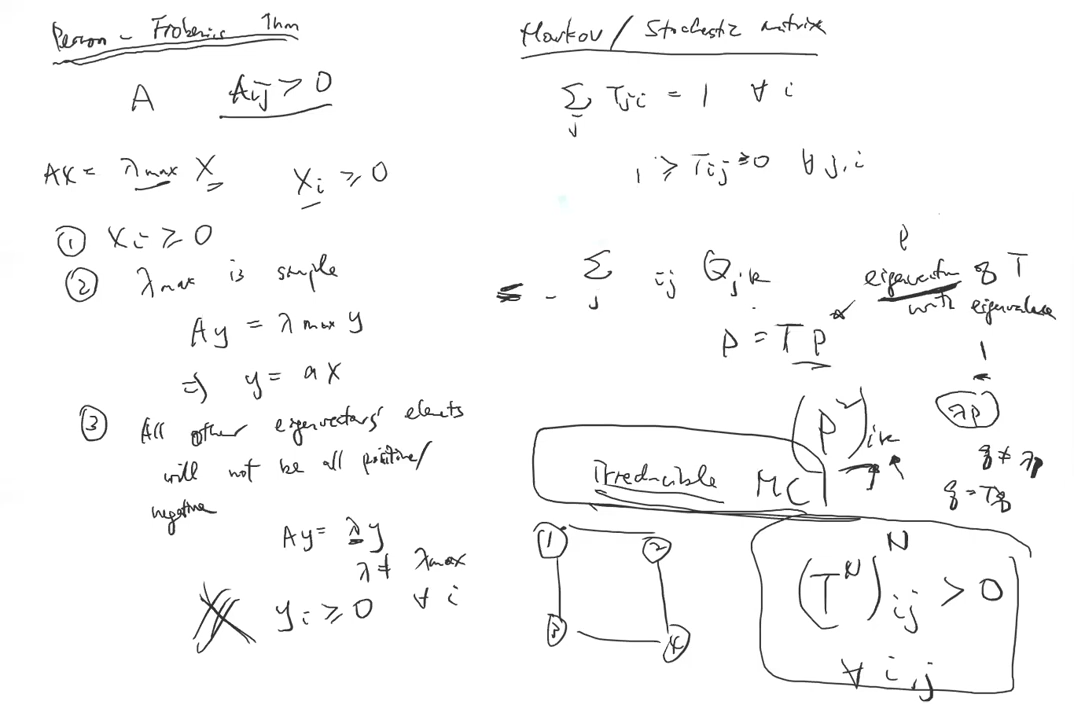 Perron - Frobenius Thm
A Aij > 0
AX = λmax X Xi ≥ 0
① Xi ≥ 0
② λmax is simple
Ay = λmax y
⇒ y = aX
③ All other eigenvectors' elements
will not be all positive/
negative
Ay = λy
λ ≠ λmax
yi ≥ 0 ∀ i
Markov / Stochastic matrix
∑j Tji = 1 ∀ i
1 ≥ Tij ≥ 0 ∀ j,i
P
∑j ij Qjk
eigenvector of T
with eigenvalue
1
P = TP
λP
q ≠ λP
q = Tq
(P²)ik
irreducible MC
① ②
③ ④
N
(T^N)ij > 0
∀ i,j